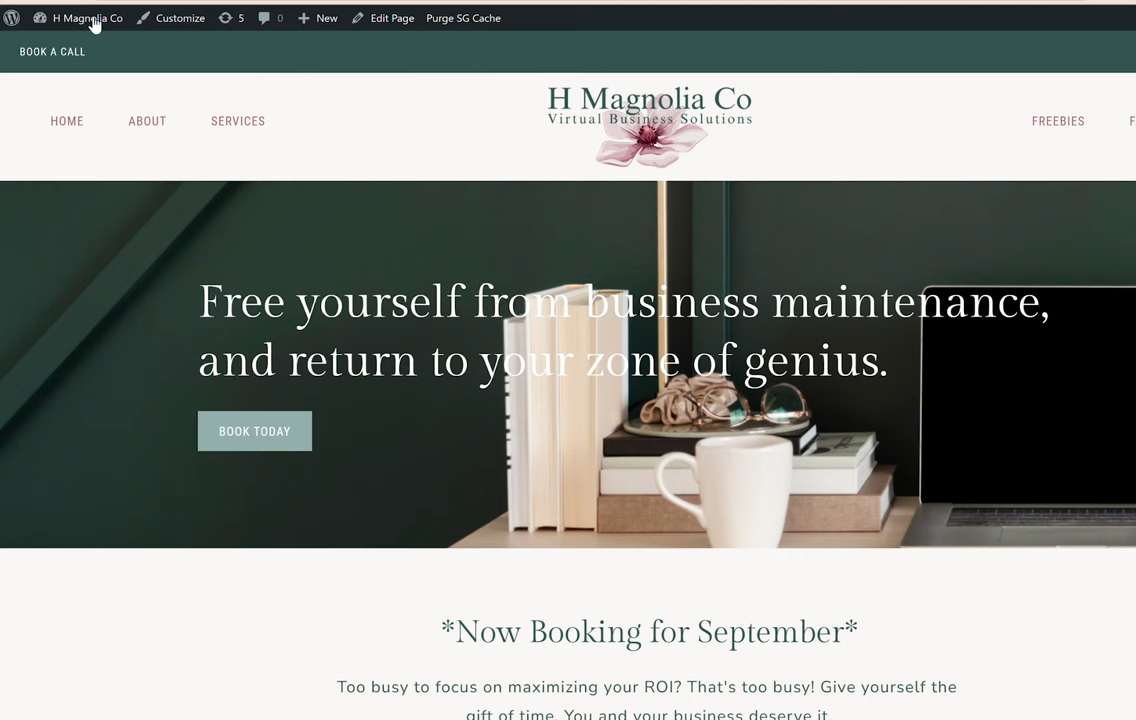 H Magnolia Co Customize 5 0 New Edit Page Purge SG Cache
BOOK A CALL
HOME ABOUT SERVICES
H Magnolia Co
Virtual Business Solutions
FREEBIES
Free yourself from business maintenance,
and return to your zone of genius.
BOOK TODAY
*Now Booking for September*
Too busy to focus on maximizing your ROI? That's too busy! Give yourself the
gift of time. You and your business deserve it.